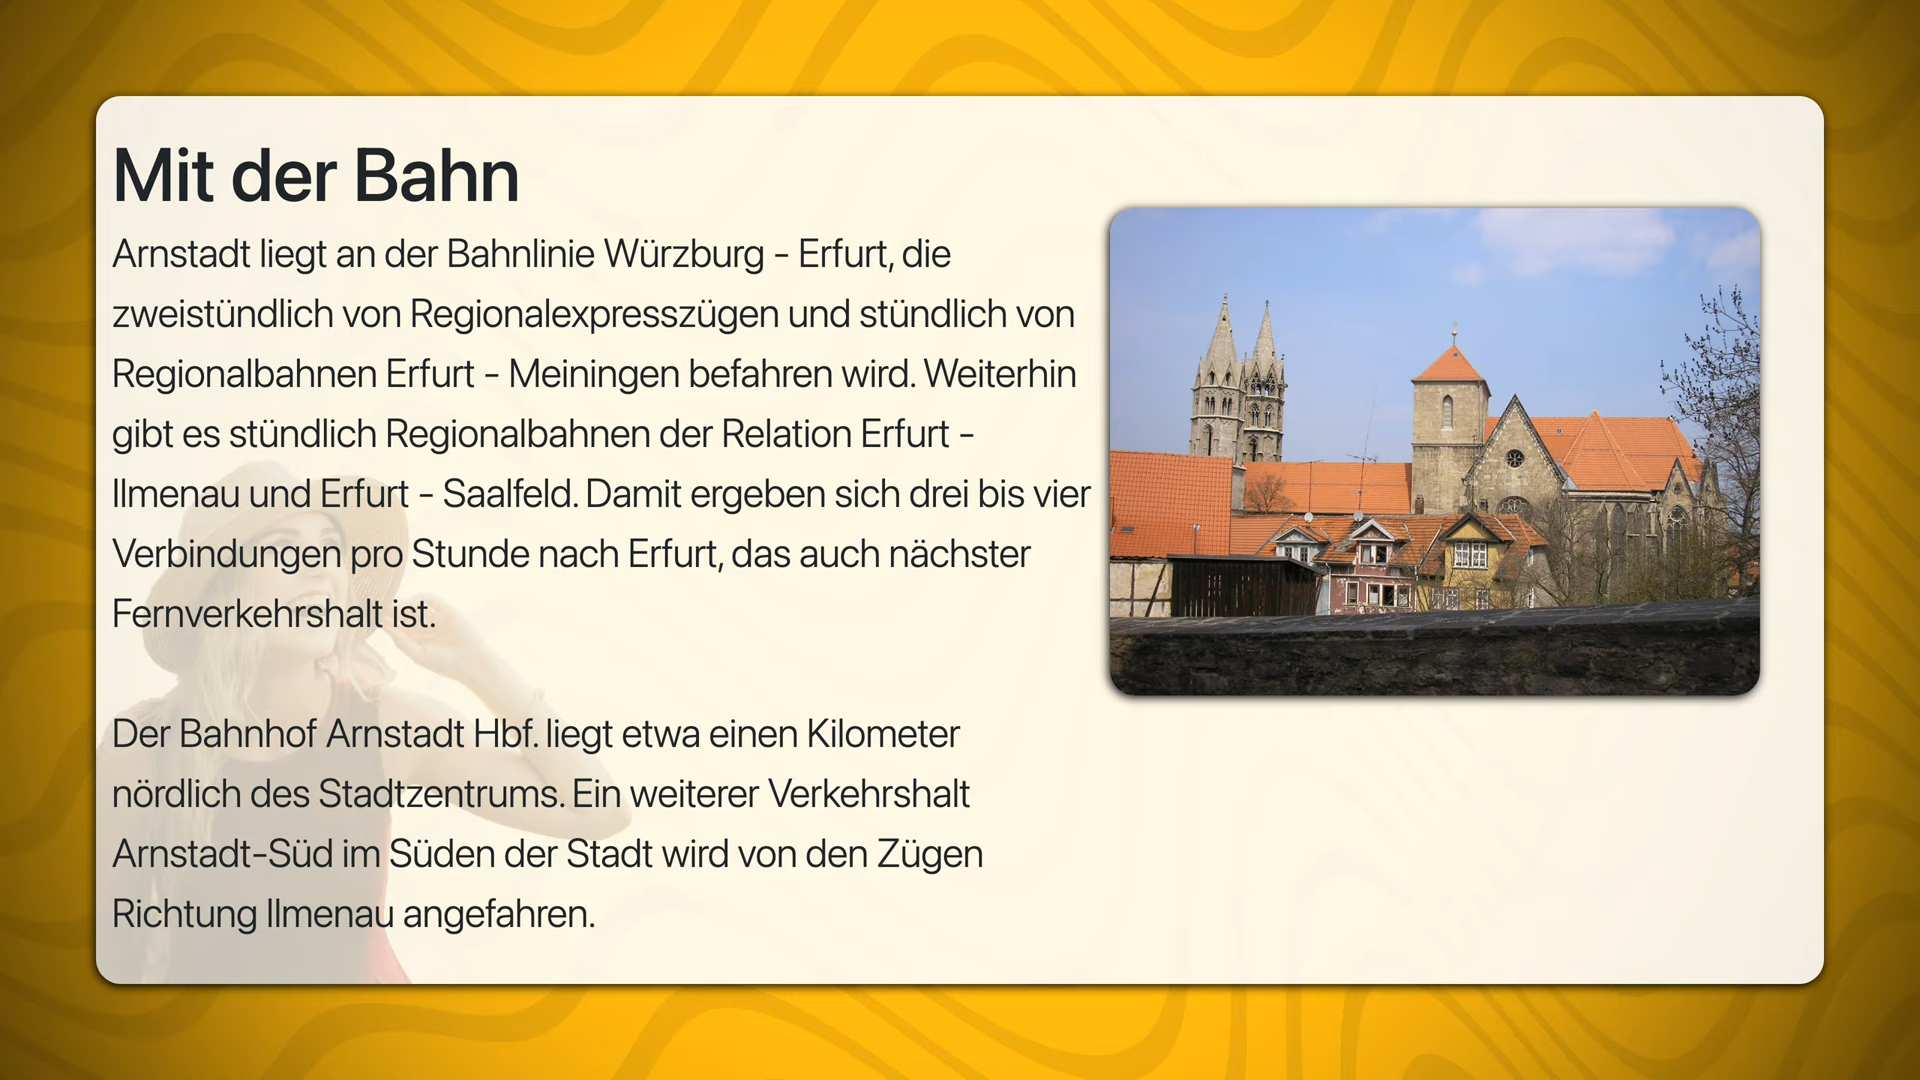 Mit der Bahn
Arnstadt liegt an der Bahnlinie Würzburg - Erfurt, die
zweistündlich von Regionalexpresszügen und stündlich von
Regionalbahnen Erfurt - Meiningen befahren wird. Weiterhin
gibt es stündlich Regionalbahnen der Relation Erfurt -
Ilmenau und Erfurt - Saalfeld. Damit ergeben sich drei bis vier
Verbindungen pro Stunde nach Erfurt, das auch nächster
Fernverkehrshalt ist.
Der Bahnhof Arnstadt Hbf. liegt etwa einen Kilometer
nördlich des Stadtzentrums. Ein weiterer Verkehrshalt
Arnstadt-Süd im Süden der Stadt wird von den Zügen
Richtung Ilmenau angefahren.